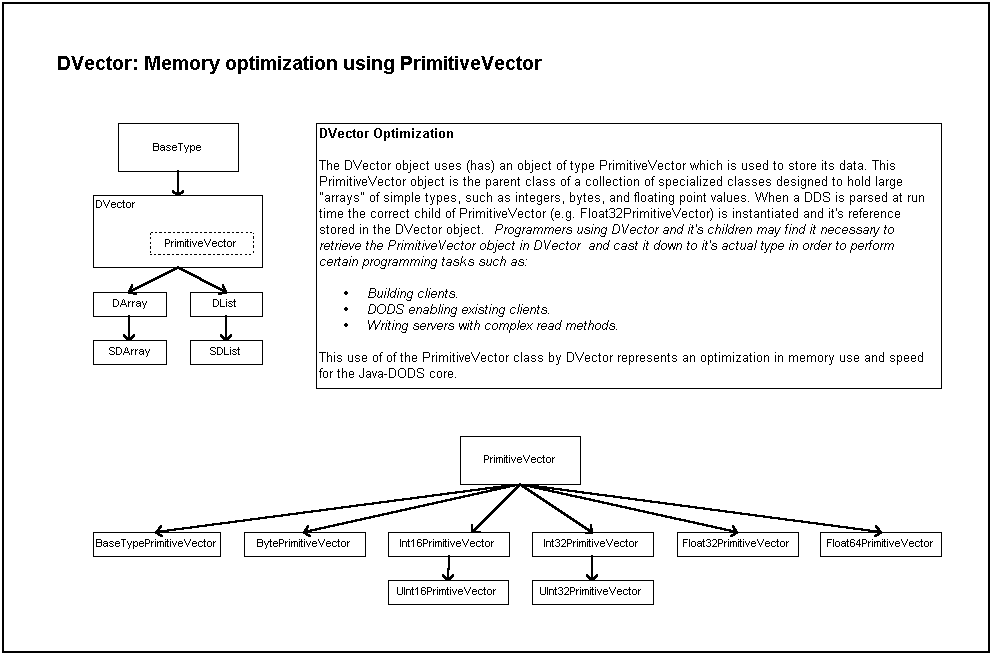 DVector: Memory optimization using PrimitiveVector
BaseType
DVector
PrimitiveVector
DArray
DList
SDArray
SDList
DVector Optimization
The DVector object uses (has) an object of type PrimitiveVector which is used to store its data. This
PrimitiveVector object is the parent class of a collection of specialized classes designed to hold large
"arrays" of simple types, such as integers, bytes, and floating point values. When a DDS is parsed at run
time the correct child of PrimitiveVector (e.g. Float32PrimitiveVector) is instantiated and it's reference
stored in the DVector object. Programmers using DVector and it's children may find it necessary to
retrieve the PrimitiveVector object in DVector and cast it down to it's actual type in order to perform
certain programming tasks such as:
• Building clients.
• DODS enabling existing clients.
• Writing servers with complex read methods.
This use of of the PrimitiveVector class by DVector represents an optimization in memory use and speed
for the Java-DODS core.
PrimitiveVector
BaseTypePrimitiveVector
BytePrimitiveVector
Int16PrimitiveVector
Int32PrimitiveVector
Float32PrimitiveVector
Float64PrimitiveVector
UInt16PrimtiveVector
UInt32PrimitiveVector